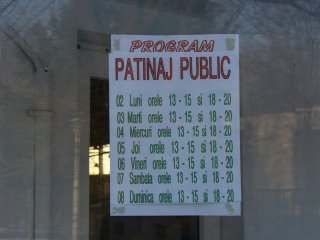 PROGRAM
PATINAJ PUBLIC
02 Luni orele 13 - 15 si 18 - 20
03 Marti orele 13 - 15 si 18 - 20
04 Miercuri orele 13 - 15 si 18 - 20
05 Joi orele 13 - 15 si 18 - 20
06 Vineri orele 13 - 15 si 18 - 20
07 Sambata orele 13 - 15 si 18 - 20
08 Duminica orele 13 - 15 si 18 - 20